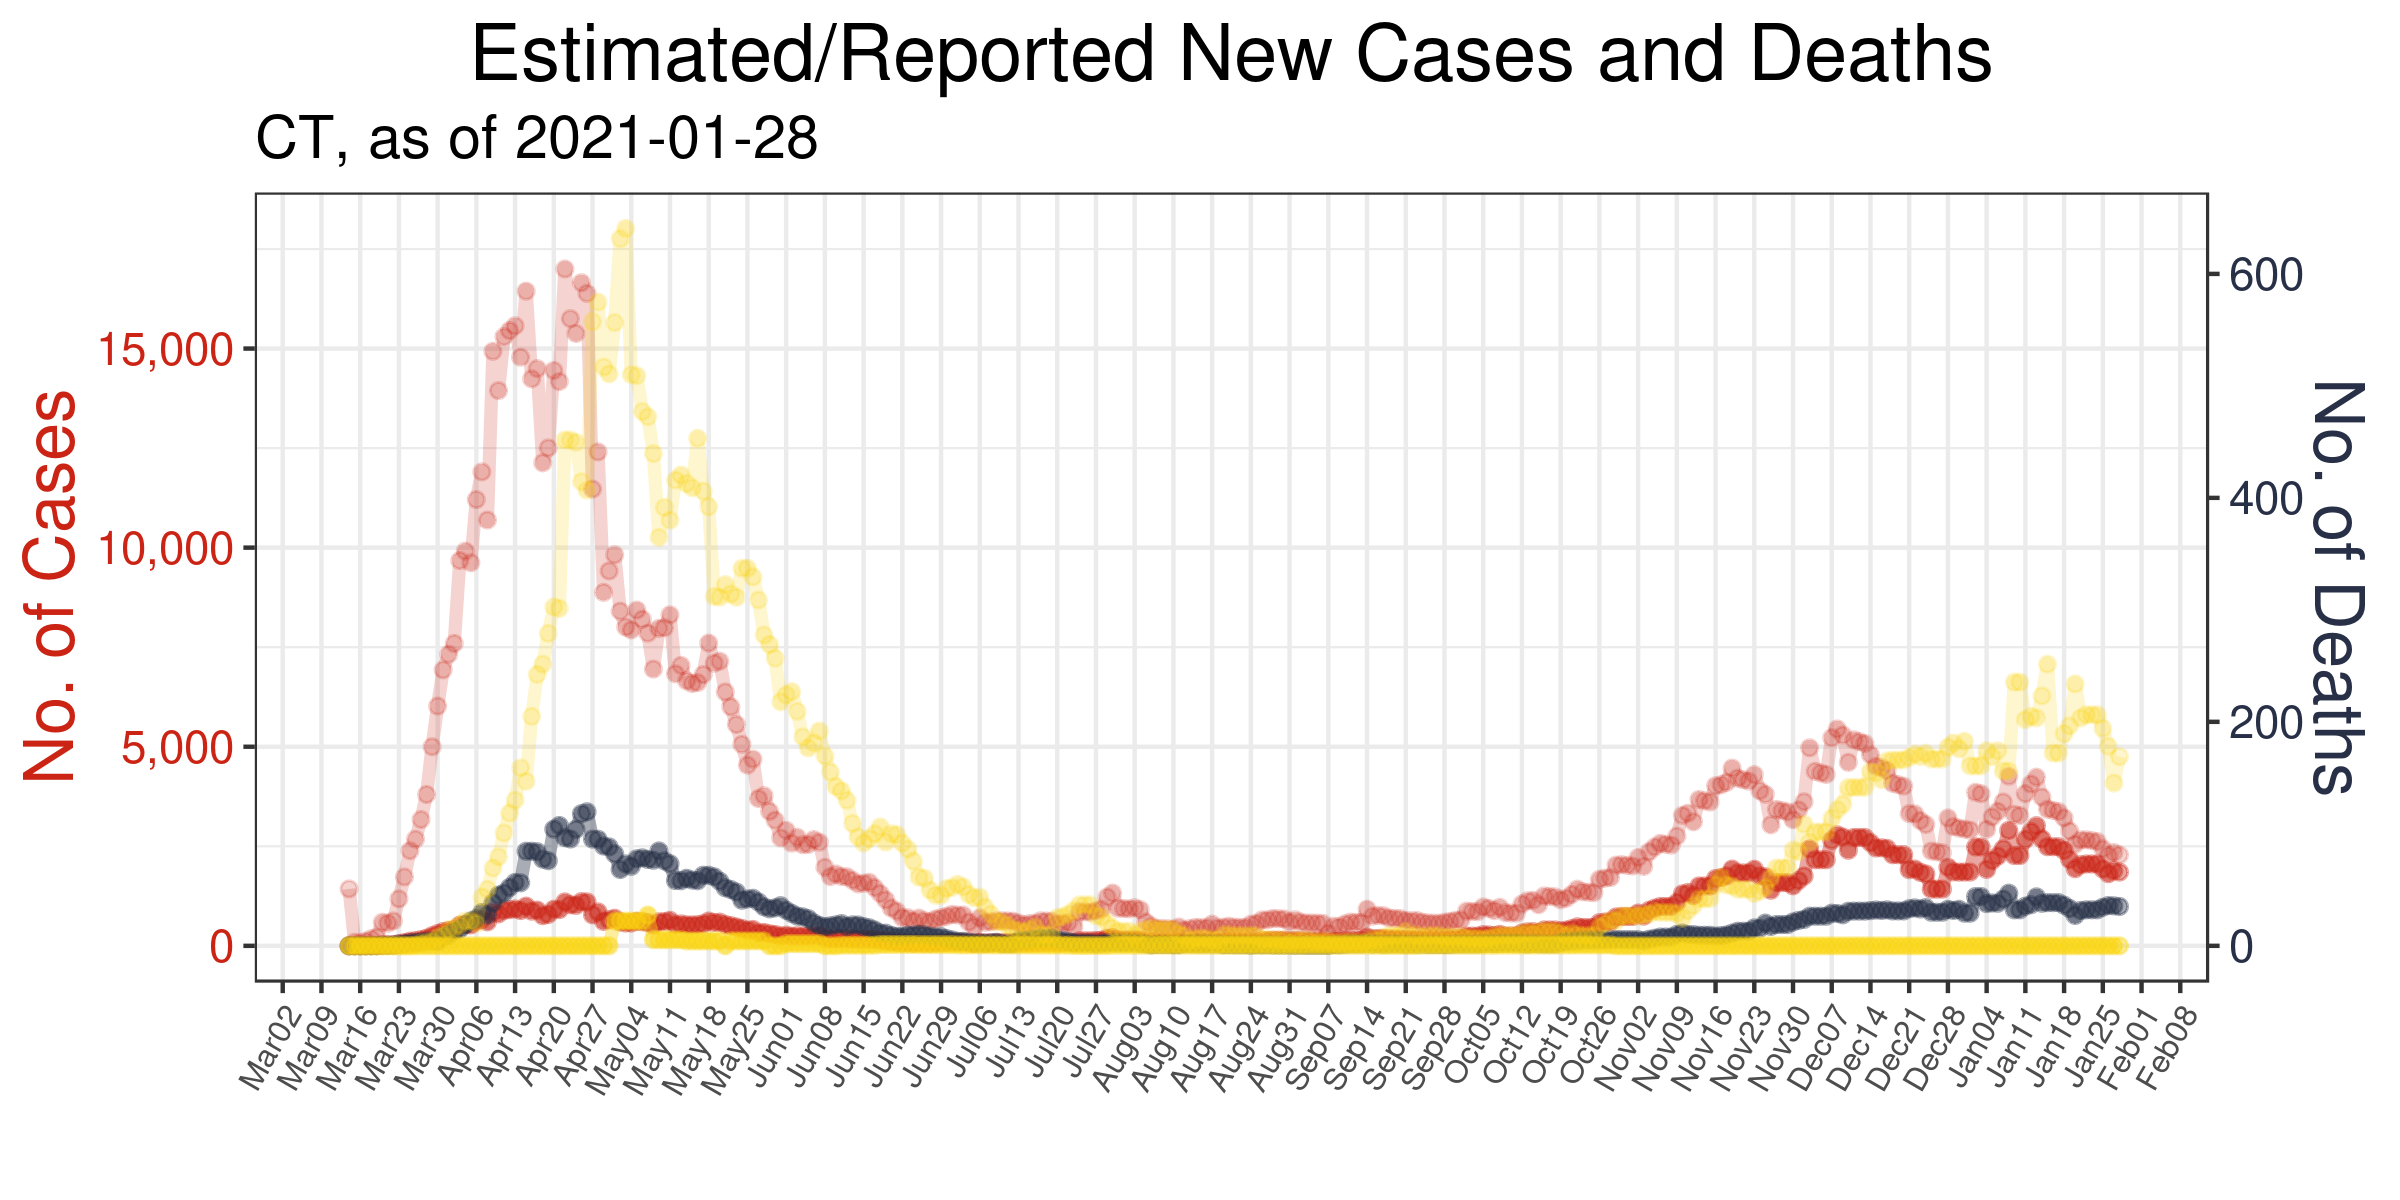 Estimated/Reported New Cases and Deaths
CT, as of 2021-01-28
No. of Cases
15,000
10,000
5,000
0
600
400
200
0
No. of Deaths
Mar02
Mar09
Mar16
Mar23
Mar30
Apr06
Apr13
Apr20
Apr27
May04
May11
May18
May25
Jun01
Jun08
Jun15
Jun22
Jun29
Jul06
Jul13
Jul20
Jul27
Aug03
Aug10
Aug17
Aug24
Aug31
Sep07
Sep14
Sep21
Sep28
Oct05
Oct12
Oct19
Oct26
Nov02
Nov09
Nov16
Nov23
Nov30
Dec07
Dec14
Dec21
Dec28
Jan04
Jan11
Jan18
Jan25
Feb01
Feb08